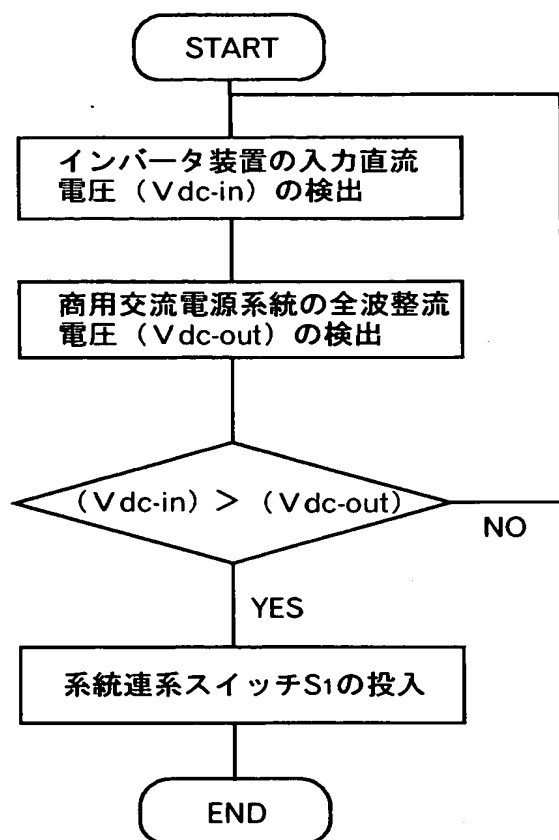 START
インバータ装置の入力直流
電圧（Vdc-in）の検出
商用交流電源系統の全波整流
電圧（Vdc-out）の検出
（Vdc-in）＞（Vdc-out）
NO
YES
系統連系スイッチS1の投入
END